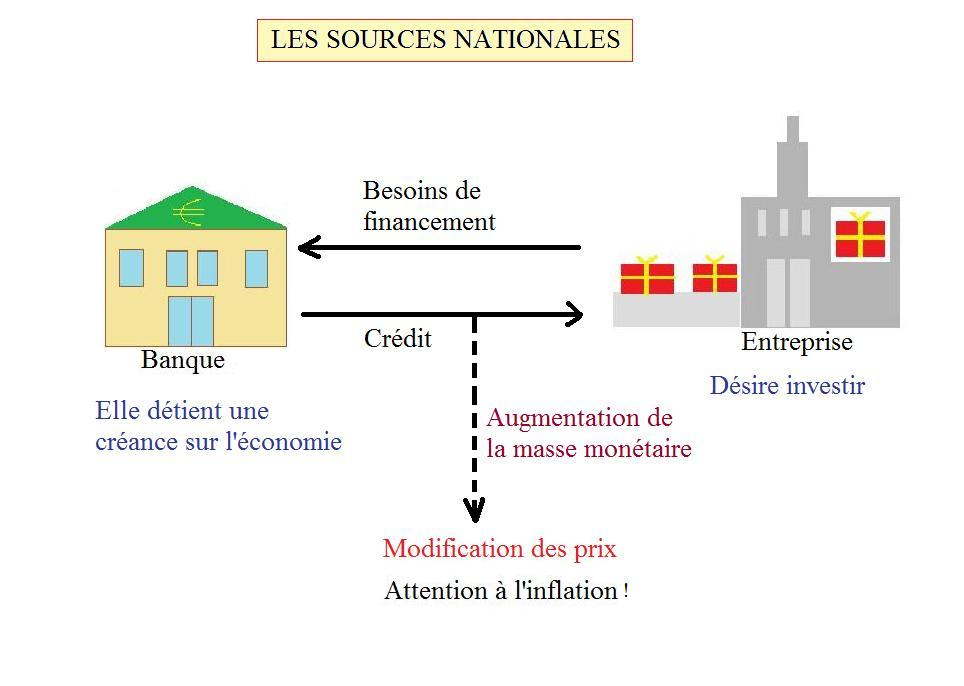 LES SOURCES NATIONALES
Besoins de
financement
€
Crédit
Banque
Entreprise
Désire investir
Elle détient une
créance sur l'économie
Augmentation de
la masse monétaire
Modification des prix
Attention à l'inflation !